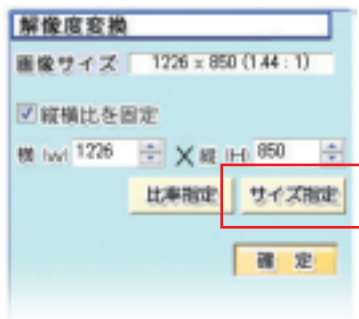 解像度変換
画像サイズ 1226 x 850 (1.44 : 1)
縦横比を固定
横 (W) 1226 × 縦 (H) 850
比率指定 サイズ指定
確 定